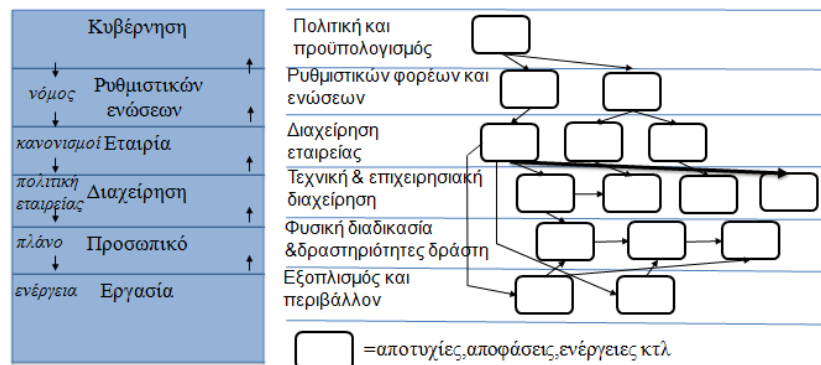 Κυβέρνηση
νόμος
Ρυθμιστικών
ενώσεων
κανονισμοί Εταιρία
πολιτική
εταιρείας Διαχείρηση
πλάνο Προσωπικό
ενέργεια Εργασία
Πολιτική και
προϋπολογισμός
Ρυθμιστικών φορέων και
ενώσεων
Διαχείρηση
εταιρείας
Τεχνική & επιχειρησιακή
διαχείρηση
Φυσική διαδικασία
&δραστηριότητες δράστη
Εξοπλισμός και
περιβάλλον
=αποτυχίες,αποφάσεις,ενέργειες κτλ